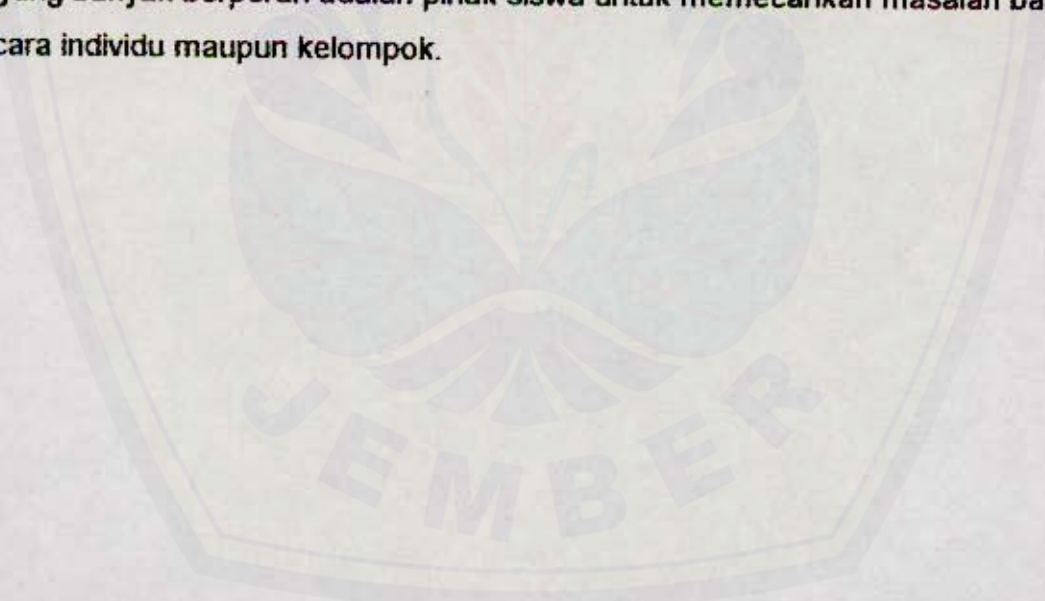 yang banyak berperan adalah pihak siswa untuk memecahkan masalah ba
cara individu maupun kelompok.
JEMBER